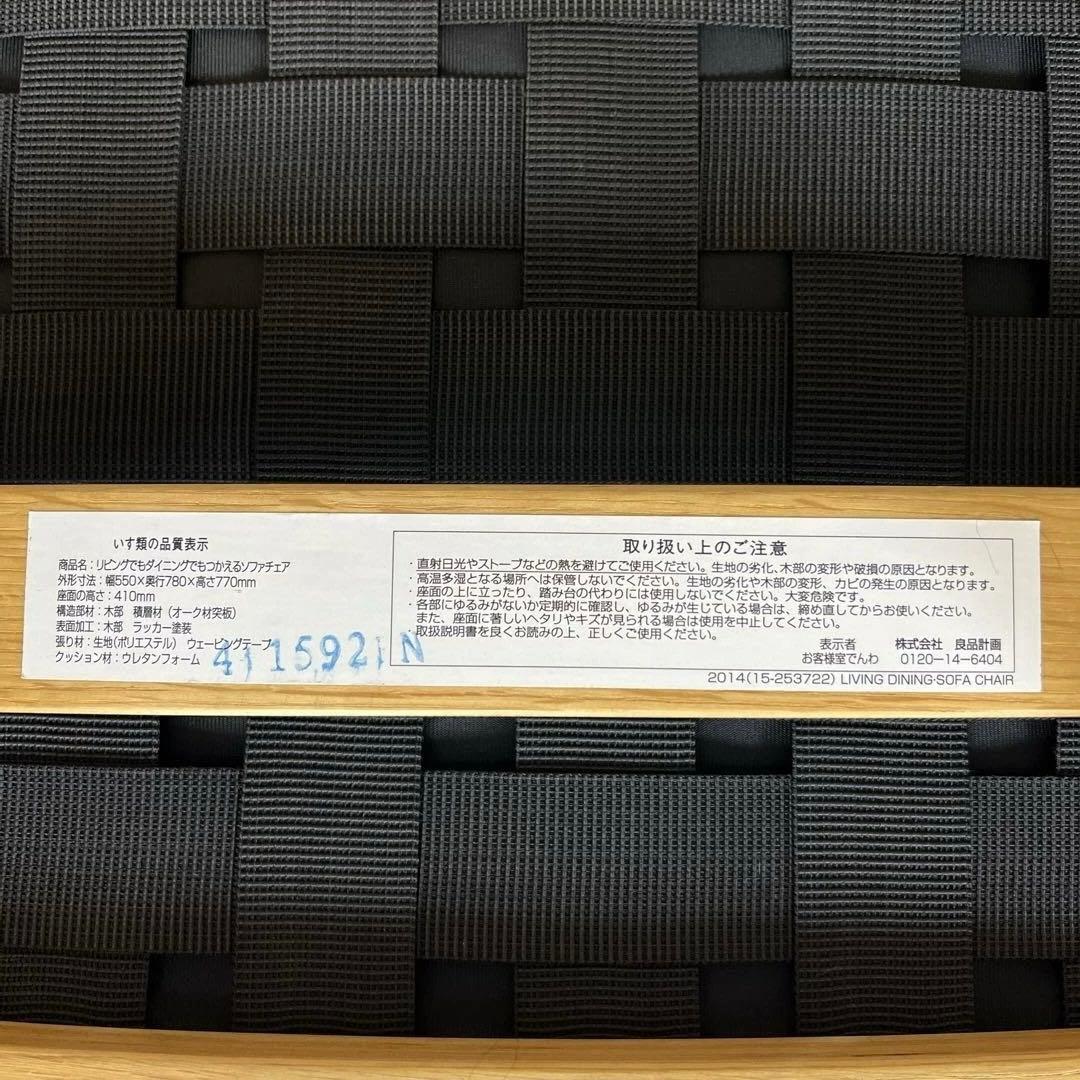 いす類の品質表示
商品名：リビングでもダイニングでもつかえるソファチェア
外形寸法：幅550×奥行780×高さ770mm
座面の高さ：410mm
構造部材：木部 積層材（オーク材突板）
表面加工：木部 ラッカー塗装
張り材：生地（ポリエステル） ウェービングテープ
クッション材：ウレタンフォーム
取り扱い上のご注意
・直射日光やストーブなどの熱を避けてご使用ください。生地の劣化、木部の変形や破損の原因となります。
・高温多湿となる場所へは保管しないでください。生地の劣化や木部の変形、カビの発生の原因となります。
・座面の上に立ったり、踏み台の代わりには使用しないでください。大変危険です。
・各部にゆるみがないか定期的に確認し、ゆるみが生じている場合は、締め直してからお使いください。
また、座面に著しいヘタリやキズが見られる場合は使用を中止してください。
・取扱説明書を良くお読みの上、正しくご使用ください。
表示者 株式会社 良品計画
お客様室でんわ 0120-14-6404
2014(15-253722) LIVING DINING·SOFA CHAIR